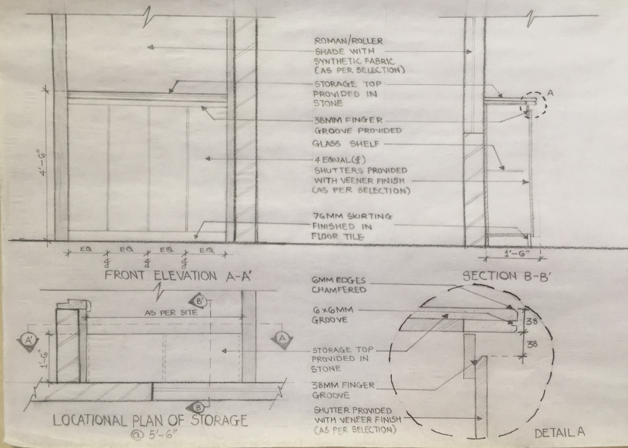 ROMAN/ROLLER
SHADE WITH
SYNTHETIC FABRIC
(AS PER SELECTION)
STORAGE TOP
PROVIDED IN
STONE
38MM FINGER
GROOVE PROVIDED
GLASS SHELF
4 EQUAL(¢)
SHUTTERS PROVIDED
WITH VEENER FINISH
(AS PER SELECTION)
76MM SKIRTING
FINISHED IN
FLOOR TILE
A
4'-6"
EQ EQ EQ EQ
¢ ¢ ¢
1'-6"
FRONT ELEVATION A-A'
SECTION B-B'
6MM EDGES
CHAMFERED
6X6MM
GROOVE
STORAGE TOP
PROVIDED IN
STONE
38MM FINGER
GROOVE
SHUTTER PROVIDED
WITH VENEER FINISH
(AS PER SELECTION)
38
38
DETAIL A
B'
AS PER SITE
A'
A
1'-6"
B
LOCATIONAL PLAN OF STORAGE
@ 5'-6"